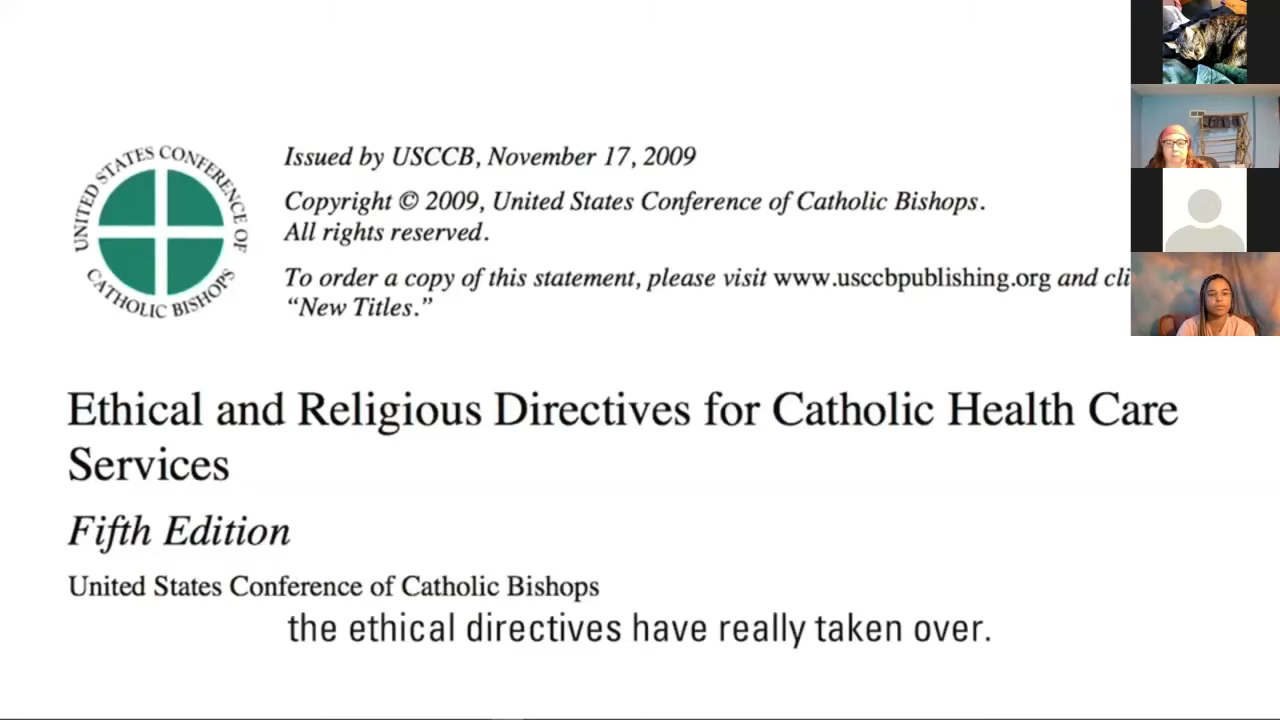 UNITED STATES CONFERENCE OF
CATHOLIC BISHOPS
Issued by USCCB, November 17, 2009
Copyright © 2009, United States Conference of Catholic Bishops.
All rights reserved.
To order a copy of this statement, please visit www.usccbpublishing.org and cli
“New Titles.”
Ethical and Religious Directives for Catholic Health Care
Services
Fifth Edition
United States Conference of Catholic Bishops
the ethical directives have really taken over.